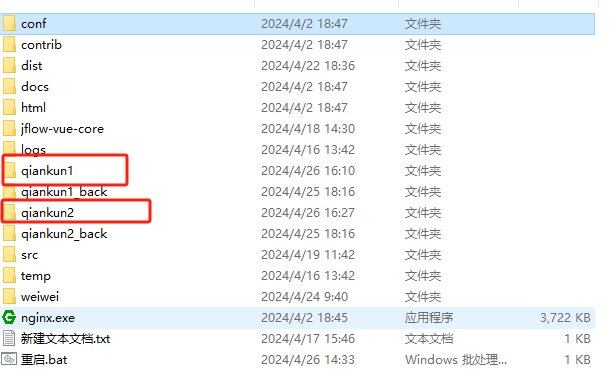 conf 2024/4/2 18:47 文件夹
contrib 2024/4/2 18:47 文件夹
dist 2024/4/22 18:36 文件夹
docs 2024/4/2 18:47 文件夹
html 2024/4/2 18:47 文件夹
jflow-vue-core 2024/4/18 14:30 文件夹
logs 2024/4/16 13:42 文件夹
qiankun1 2024/4/26 16:10 文件夹
qiankun1_back 2024/4/25 18:16 文件夹
qiankun2 2024/4/26 16:27 文件夹
qiankun2_back 2024/4/25 18:16 文件夹
src 2024/4/19 11:42 文件夹
temp 2024/4/16 13:42 文件夹
weiwei 2024/4/24 9:40 文件夹
nginx.exe 2024/4/2 18:45 应用程序 3,722 KB
新建文本文档.txt 2024/4/17 15:46 文本文档 1 KB
重启.bat 2024/4/26 14:33 Windows 批处理... 1 KB